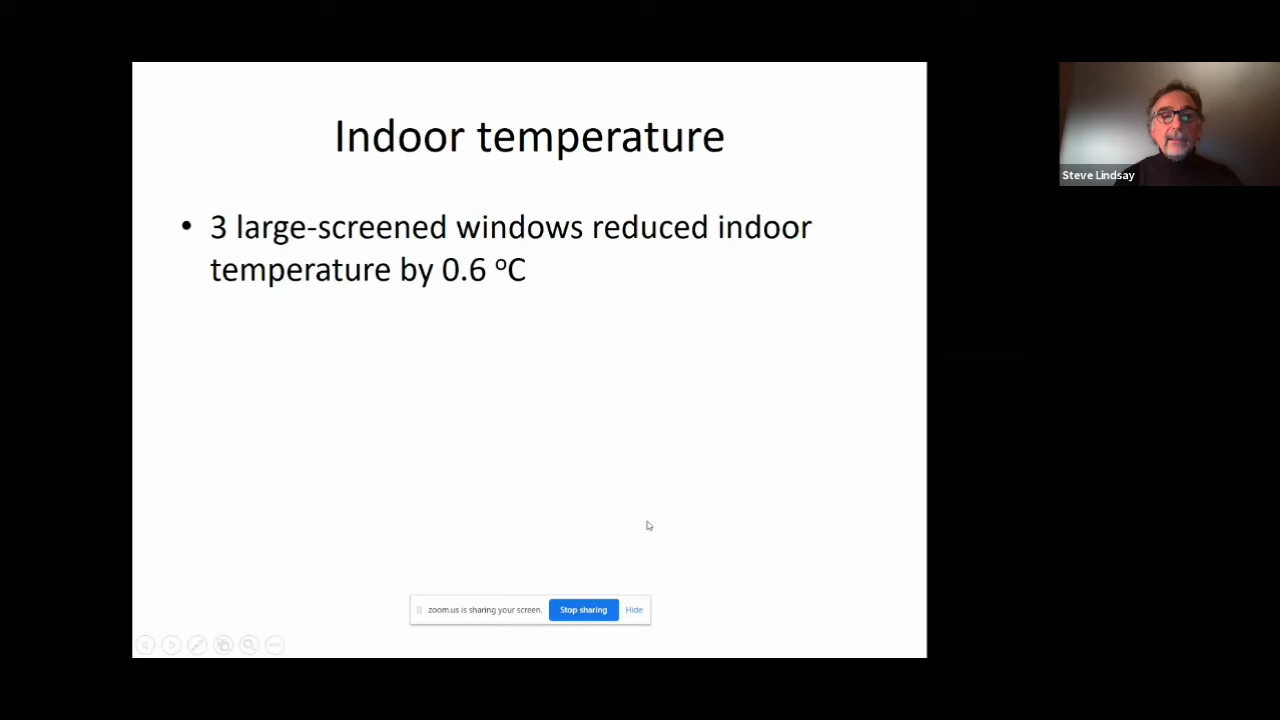 Indoor temperature
• 3 large-screened windows reduced indoor
temperature by 0.6 ºC
Steve Lindsay
zoom.us is sharing your screen. Stop sharing Hide